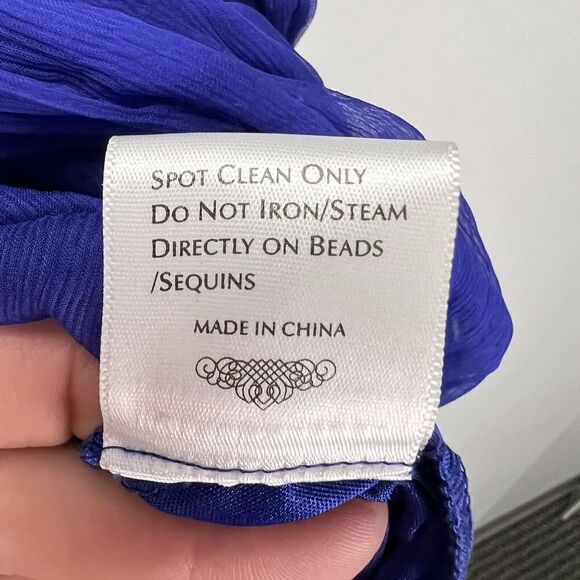 SPOT CLEAN ONLY
DO NOT IRON/STEAM
DIRECTLY ON BEADS
/SEQUINS
MADE IN CHINA